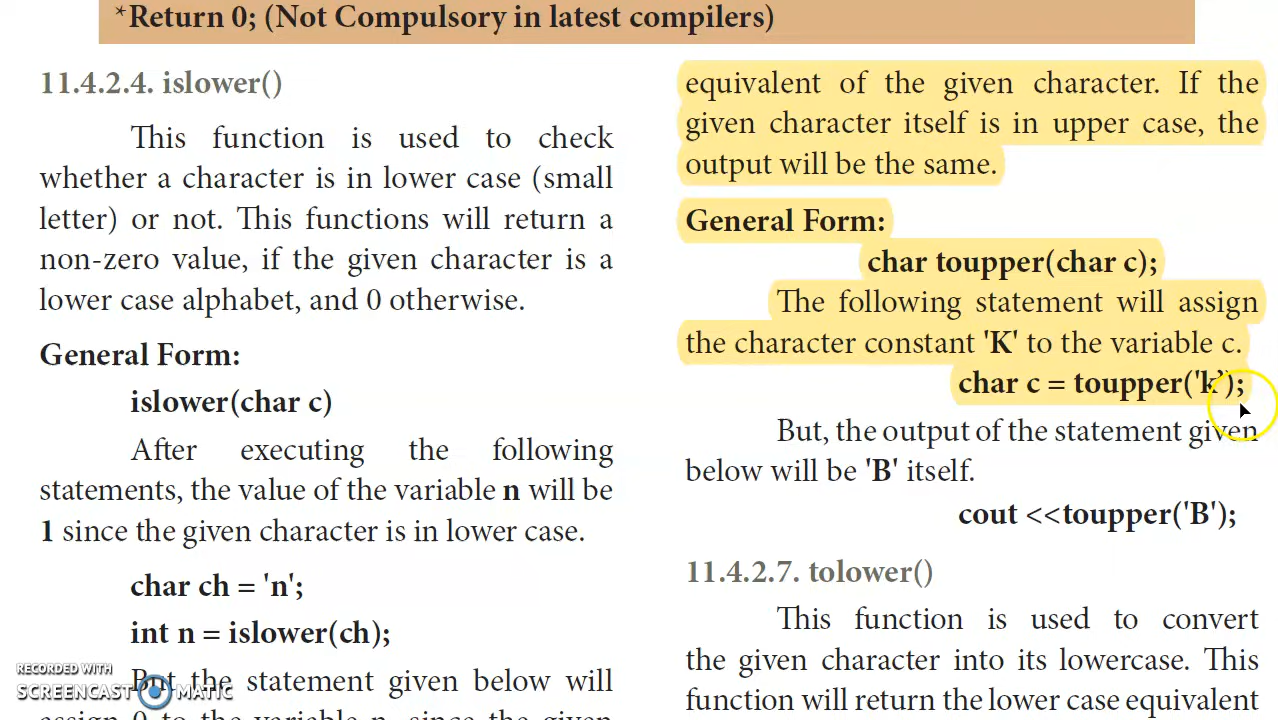 *Return 0; (Not Compulsory in latest compilers)
11.4.2.4. islower()
This function is used to check
whether a character is in lower case (small
letter) or not. This functions will return a
non-zero value, if the given character is a
lower case alphabet, and 0 otherwise.
General Form:
islower(char c)
After executing the following
statements, the value of the variable n will be
1 since the given character is in lower case.
char ch = 'n';
int n = islower(ch);
But the statement given below will
assign 0 to the variable n, since the given
equivalent of the given character. If the
given character itself is in upper case, the
output will be the same.
General Form:
char toupper(char c);
The following statement will assign
the character constant 'K' to the variable c.
char c = toupper('k’);
But, the output of the statement given
below will be 'B' itself.
cout <<toupper('B');
11.4.2.7. tolower()
This function is used to convert
the given character into its lowercase. This
function will return the lower case equivalent
RECORDED WITH
SCREENCAST MATIC